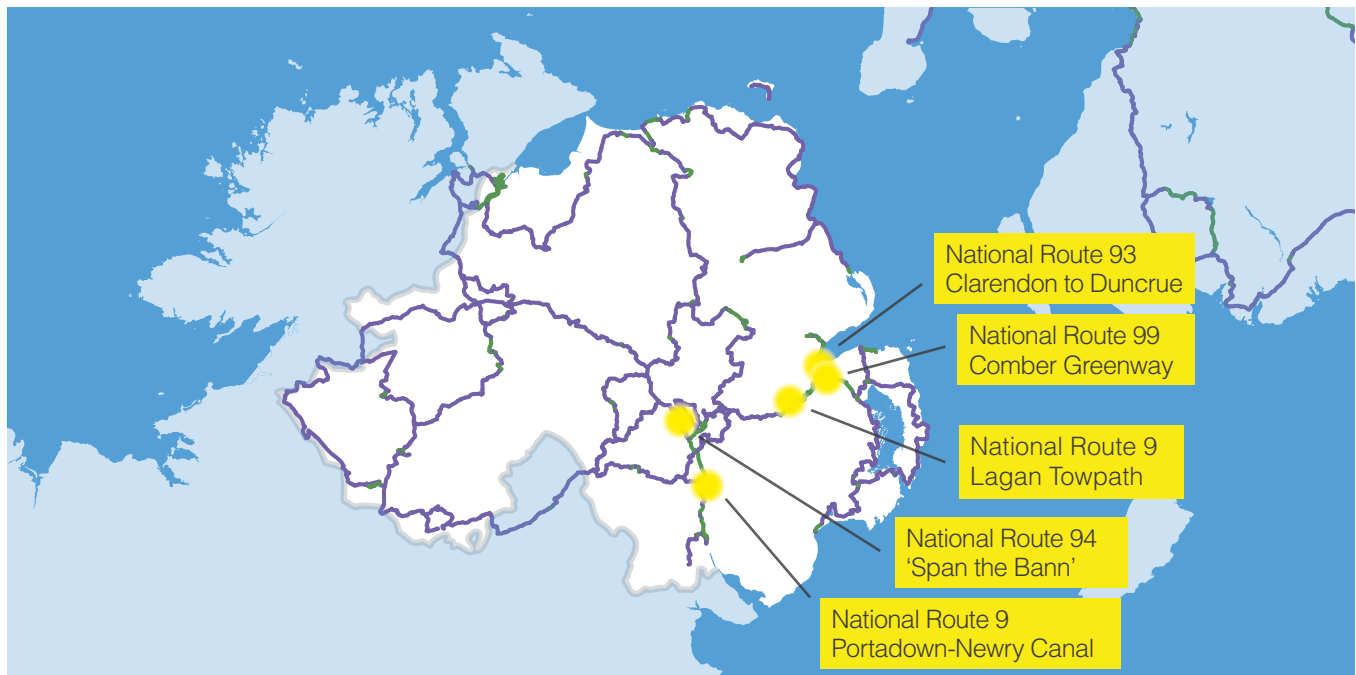 National Route 93
Clarendon to Duncrue
National Route 99
Comber Greenway
National Route 9
Lagan Towpath
National Route 94
‘Span the Bann’
National Route 9
Portadown-Newry Canal